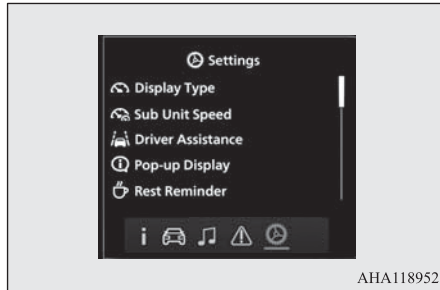 Settings
Display Type
Sub Unit Speed
Driver Assistance
Pop-up Display
Rest Reminder
AHA118952